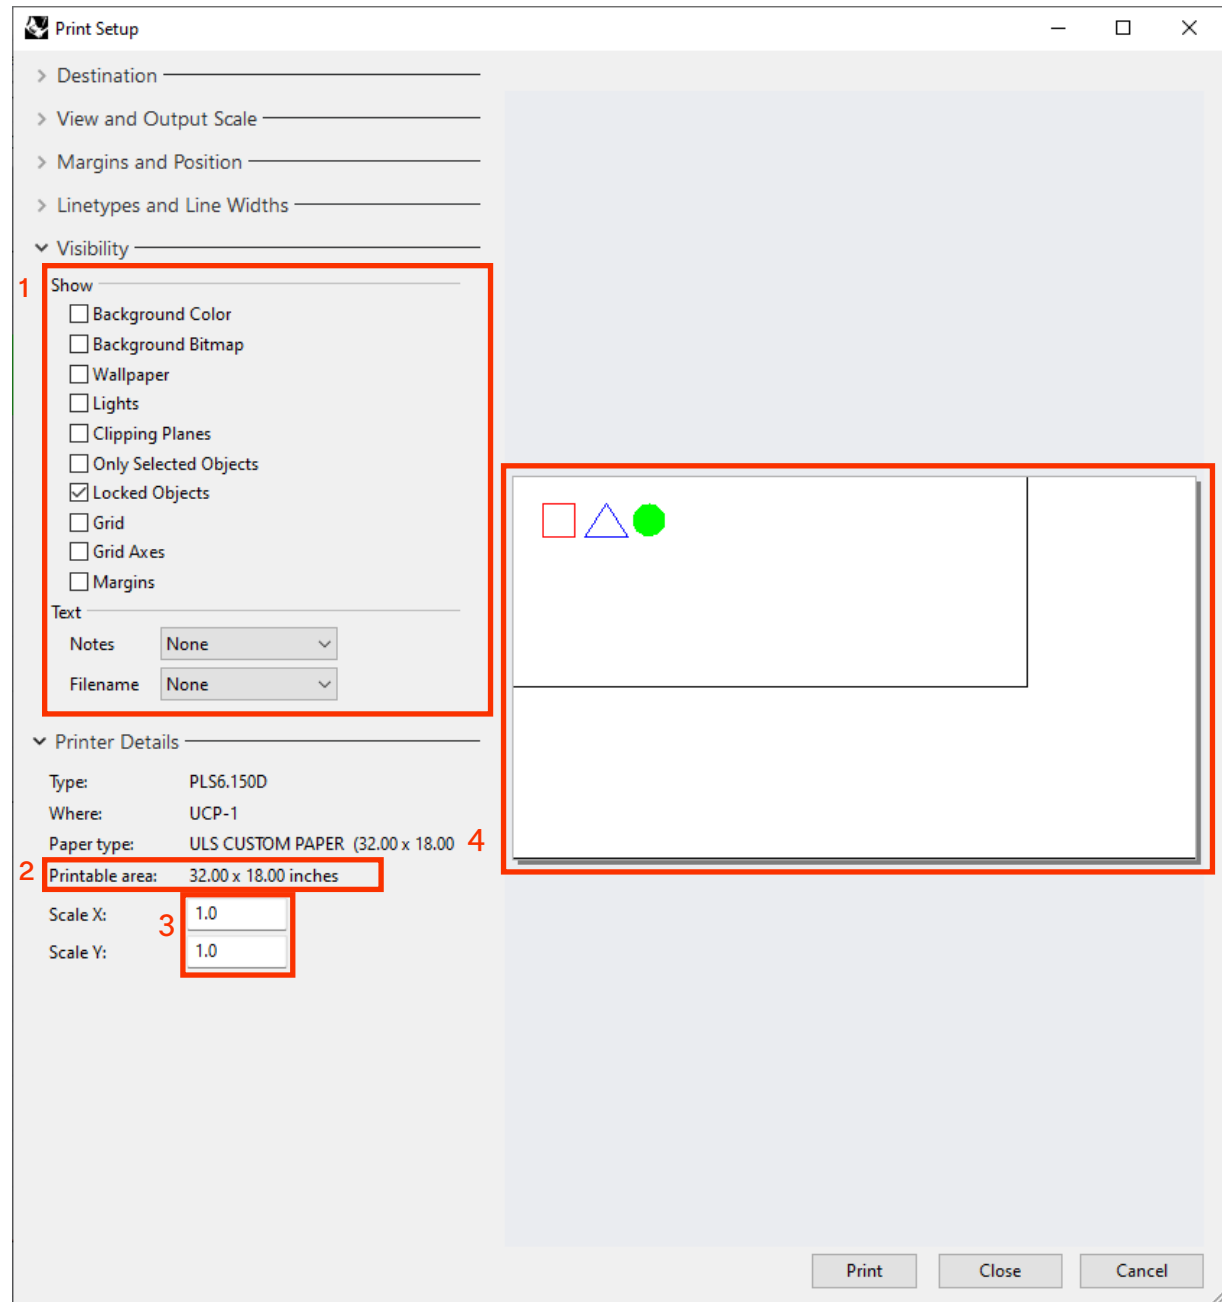 Print Setup
Destination
View and Output Scale
Margins and Position
Linetypes and Line Widths
Visibility
1
Show
Background Color
Background Bitmap
Wallpaper
Lights
Clipping Planes
Only Selected Objects
Locked Objects
Grid
Grid Axes
Margins
Text
Notes None
Filename None
Printer Details
Type: PLS6.150D
Where: UCP-1
Paper type: ULS CUSTOM PAPER (32.00 x 18.00
4
2
Printable area: 32.00 x 18.00 inches
3
Scale X: 1.0
Scale Y: 1.0
Print Close Cancel